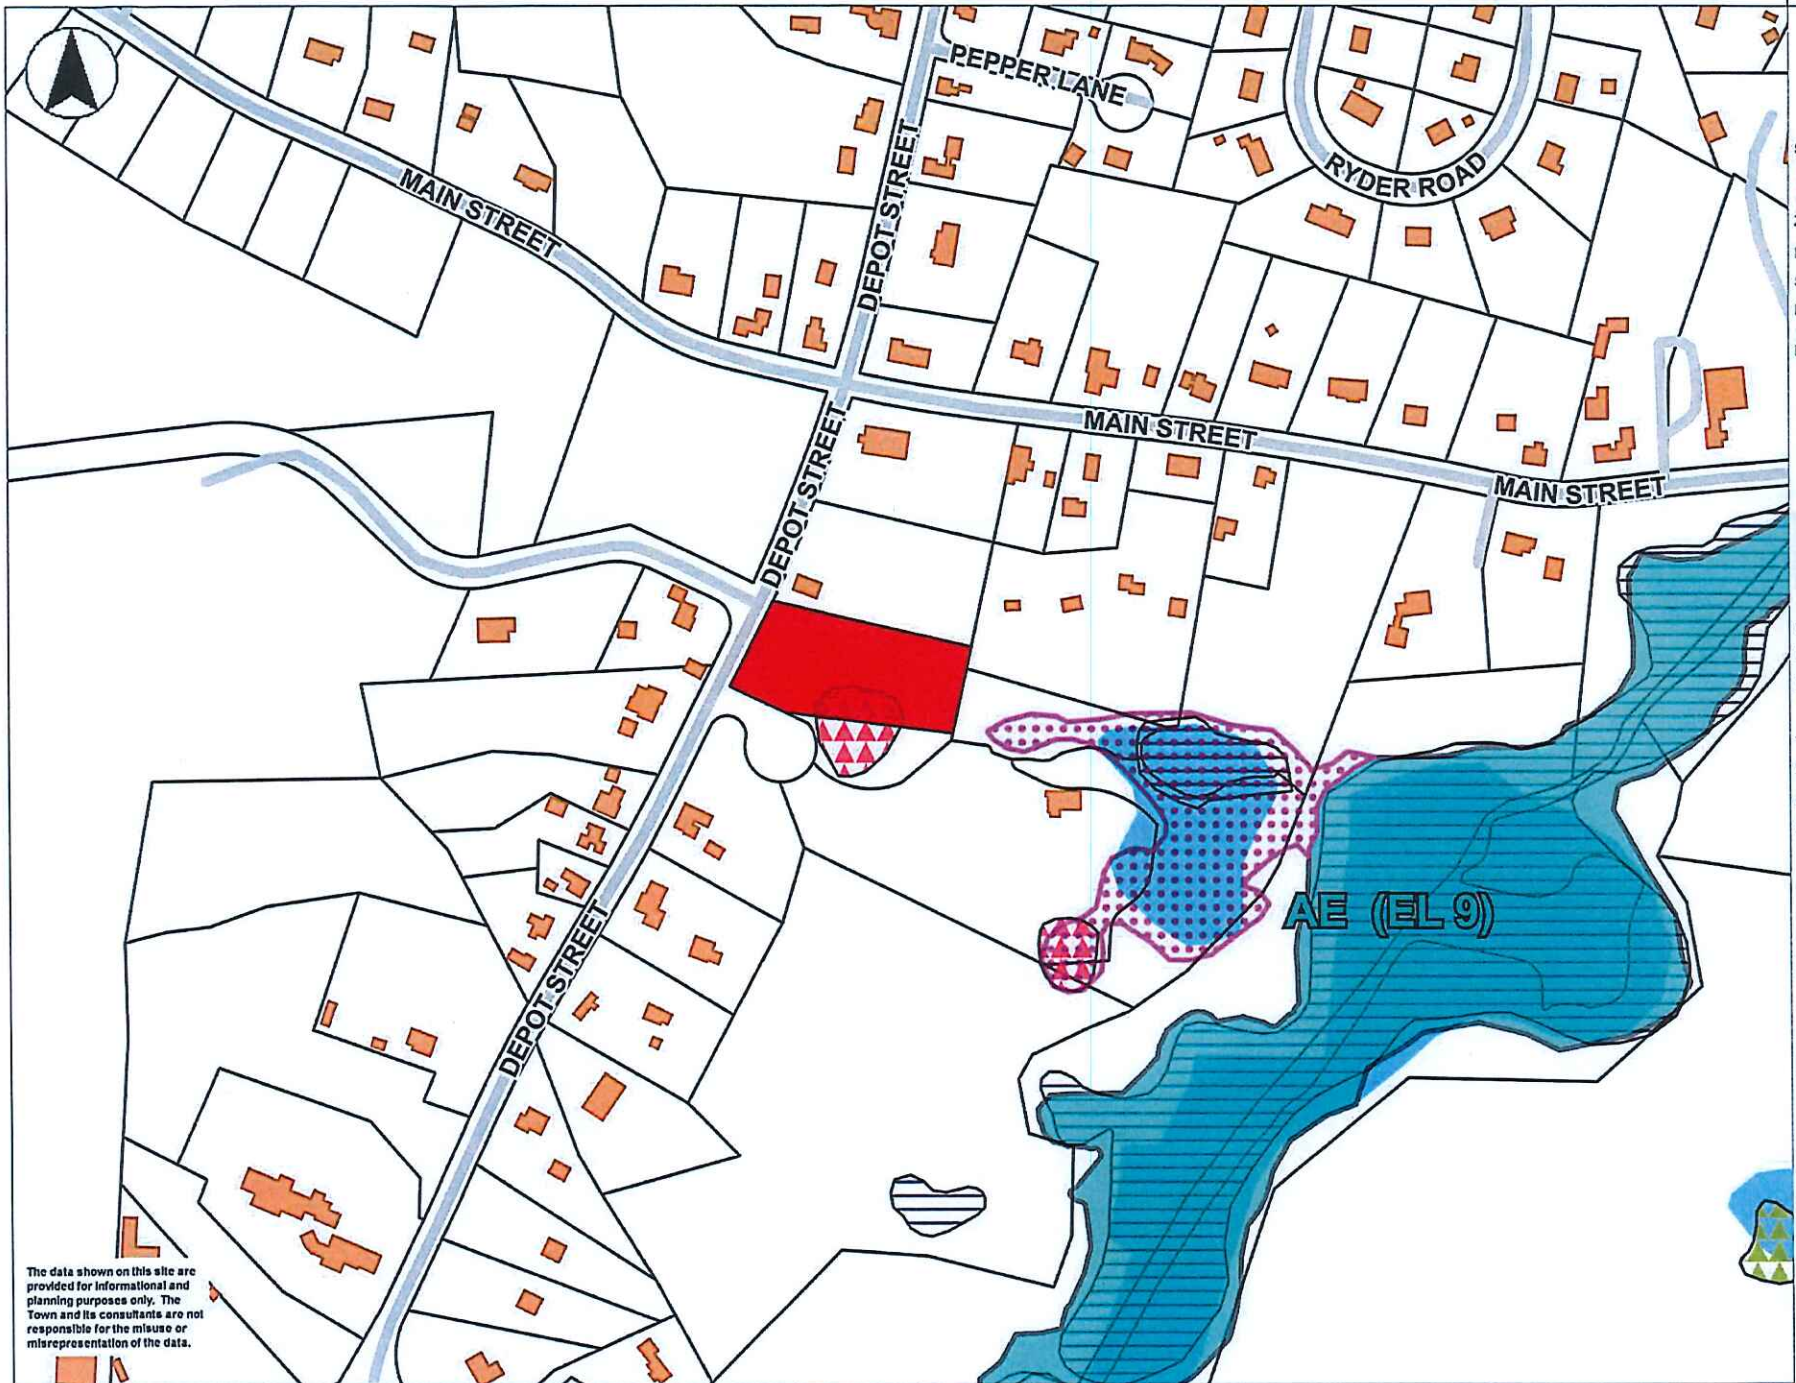 PEPPER LANE
RYDER ROAD
MAIN STREET
DEPOT STREET
MAIN STREET
DEPOT STREET
MAIN STREET
AE (EL 9)
DEPOT STREET
The data shown on this site are
provided for informational and
planning purposes only. The
Town and its consultants are not
responsible for the misuse or
misrepresentation of the data.